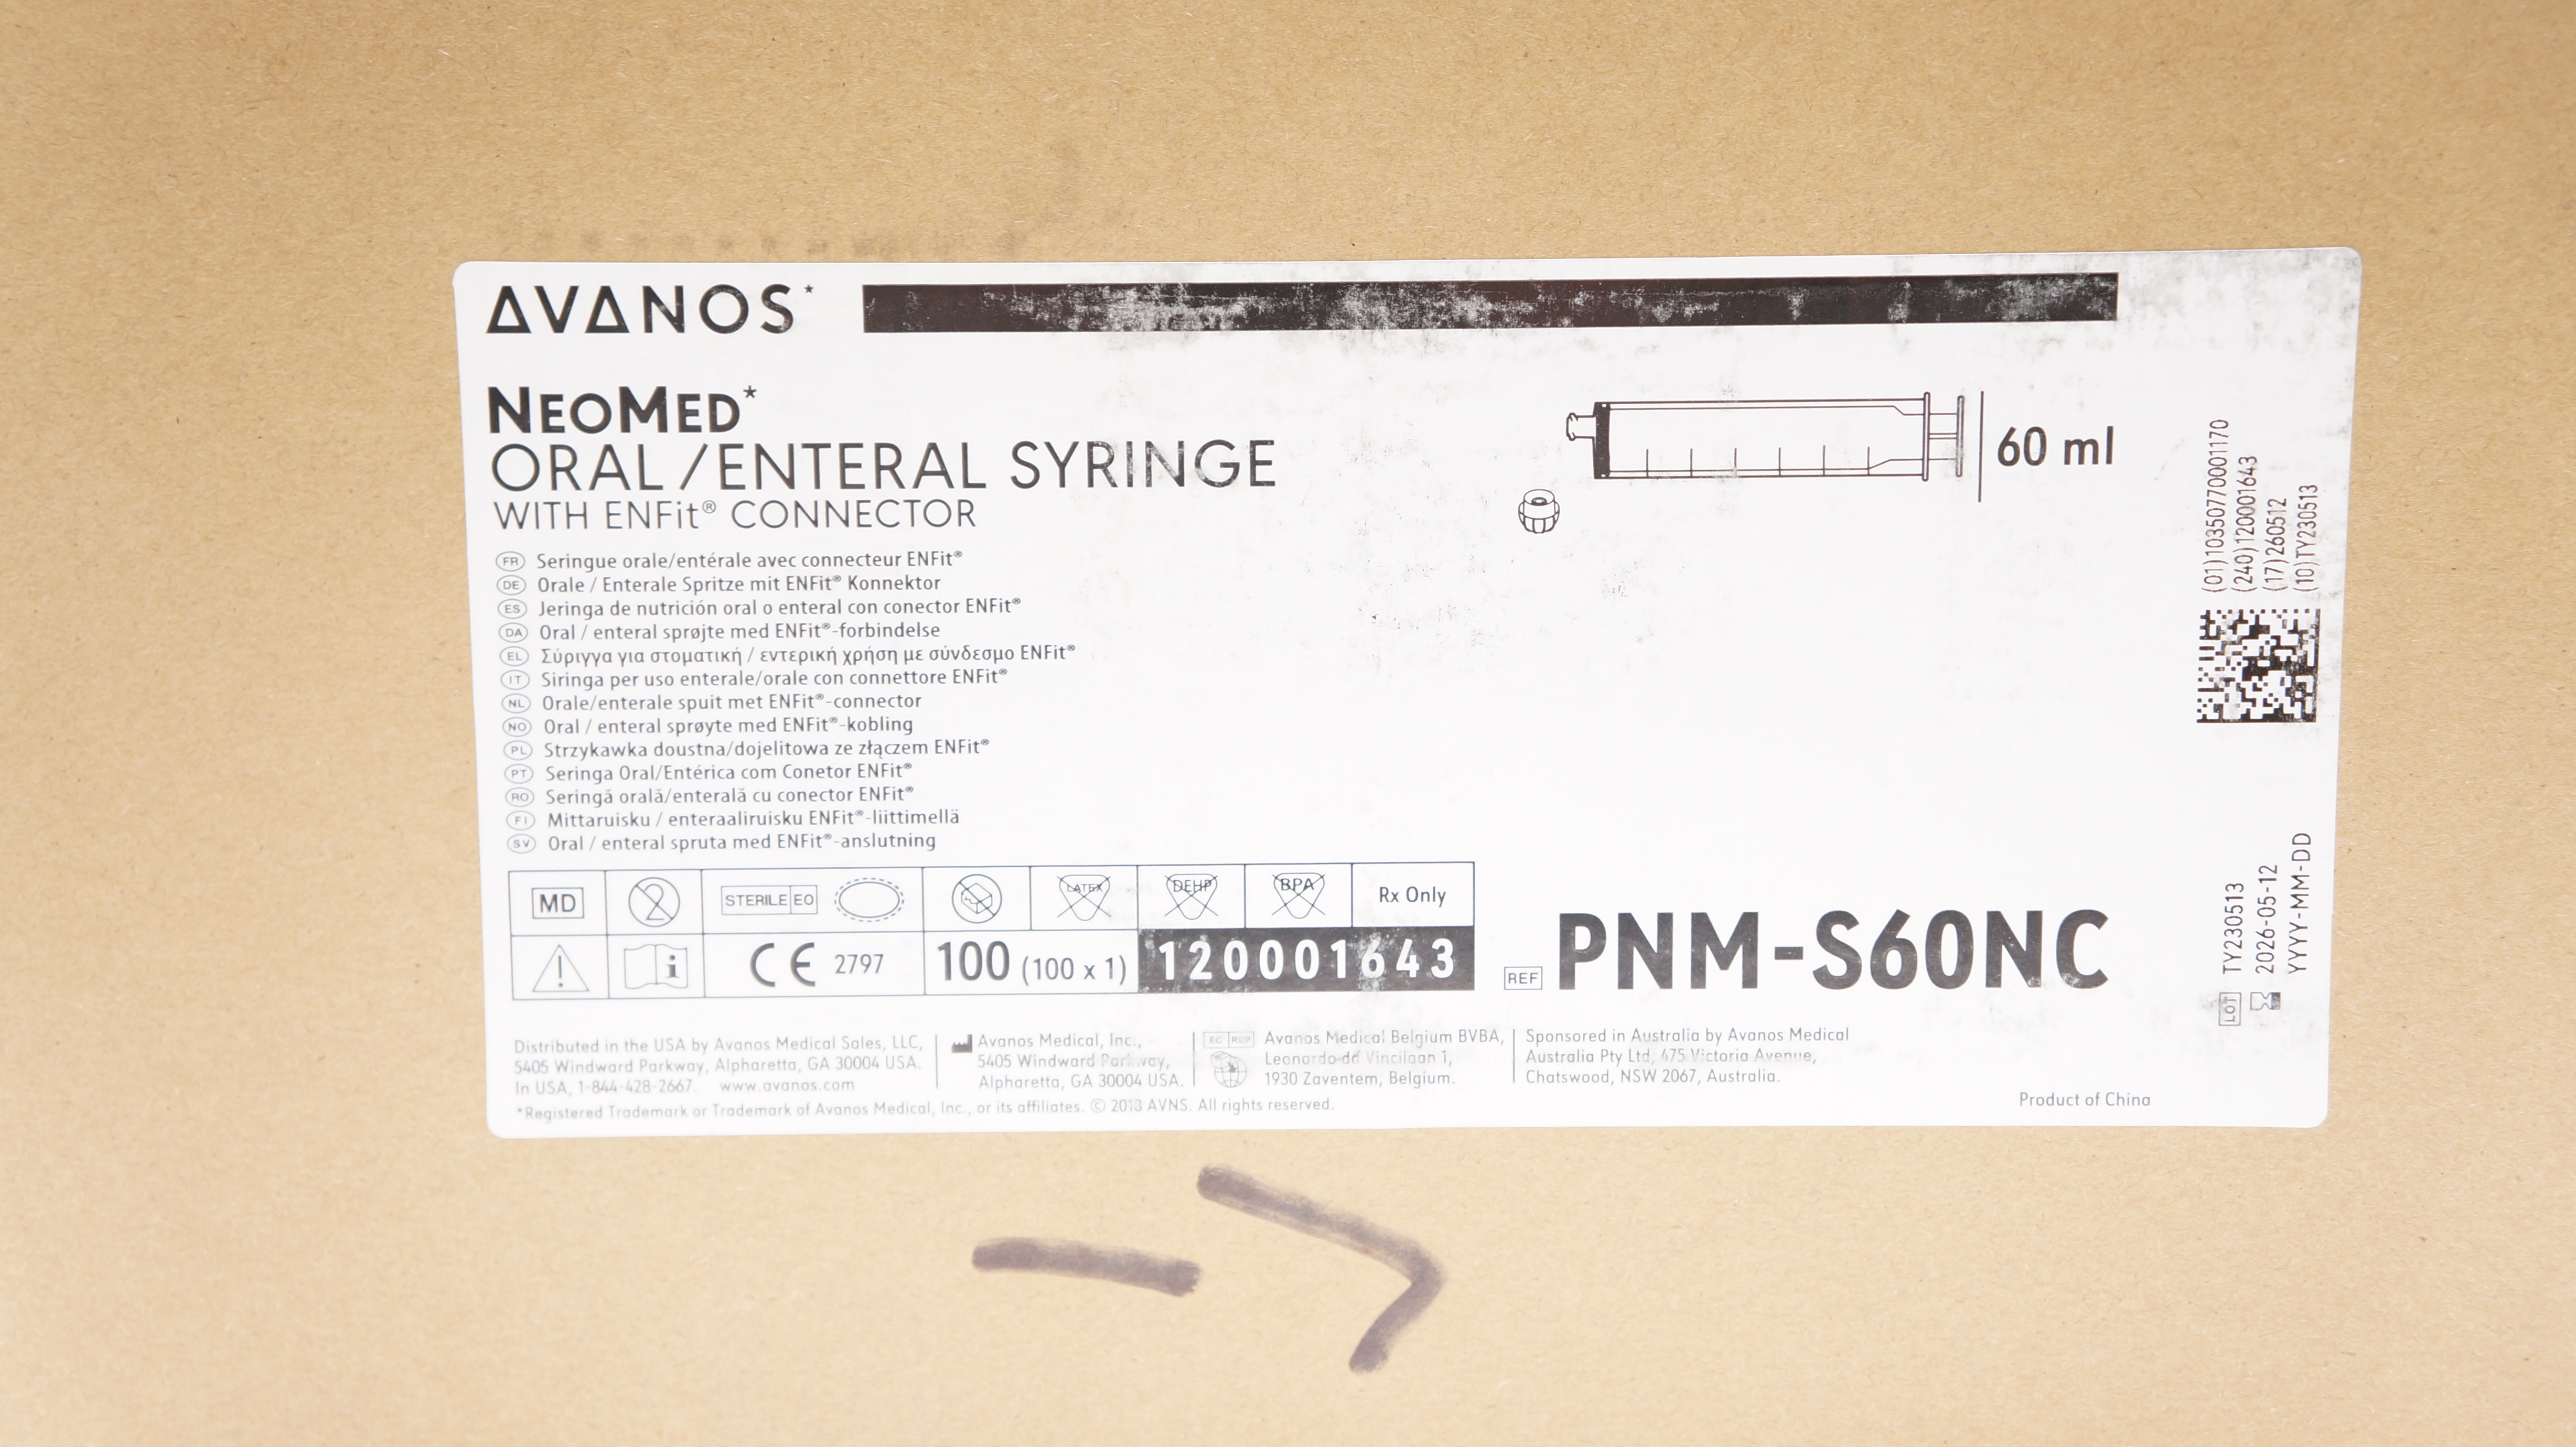 AVANOS*
NEOMED*
ORAL/ENTERAL SYRINGE
WITH ENFit® CONNECTOR
60 ml
FR Seringue orale/entérale avec connecteur ENFit®
DE Orale / Enterale Spritze mit ENFit® Konnektor
ES Jeringa de nutrición oral o enteral con conector ENFit®
DA Oral / enteral sprøjte med ENFit®-forbindelse
EL Σύριγγα για στοματική / εντερική χρήση με σύνδεσμο ENFit®
IT Siringa per uso enterale/orale con connettore ENFit®
NL Orale/enterale spuit met ENFit®-connector
NO Oral / enteral sprøyte med ENFit®-kobling
PL Strzykawka doustna/dojelitowa ze złączem ENFit®
PT Seringa Oral/Entérica com Conetor ENFit®
RO Seringă orală/enterală cu conector ENFit®
FI Mittaruisku / enteraaliruisku ENFit®-liittimellä
SV Oral / enteral spruta med ENFit®-anslutning
MD 2 STERILE EO LATEX DEHP BPA Rx Only
CE 2797 100 (100 x 1) 120001643
REF PNM-S60NC
Distributed in the USA by Avanos Medical Sales, LLC,
5405 Windward Parkway, Alpharetta, GA 30004 USA.
In USA, 1-844-428-2667. www.avanos.com
Avanos Medical, Inc.,
5405 Windward Parkway,
Alpharetta, GA 30004 USA.
EC REP Avanos Medical Belgium BVBA,
Leonardo da Vincilaan 1,
1930 Zaventem, Belgium.
Sponsored in Australia by Avanos Medical
Australia Pty Ltd, 475 Victoria Avenue,
Chatswood, NSW 2067, Australia.
*Registered Trademark or Trademark of Avanos Medical, Inc., or its affiliates. © 2018 AVNS. All rights reserved.
Product of China
(01)10350770001170
(240)120001643
(17)260512
(10)TY230513
LOT TY230513
2026-05-12
YYYY-MM-DD